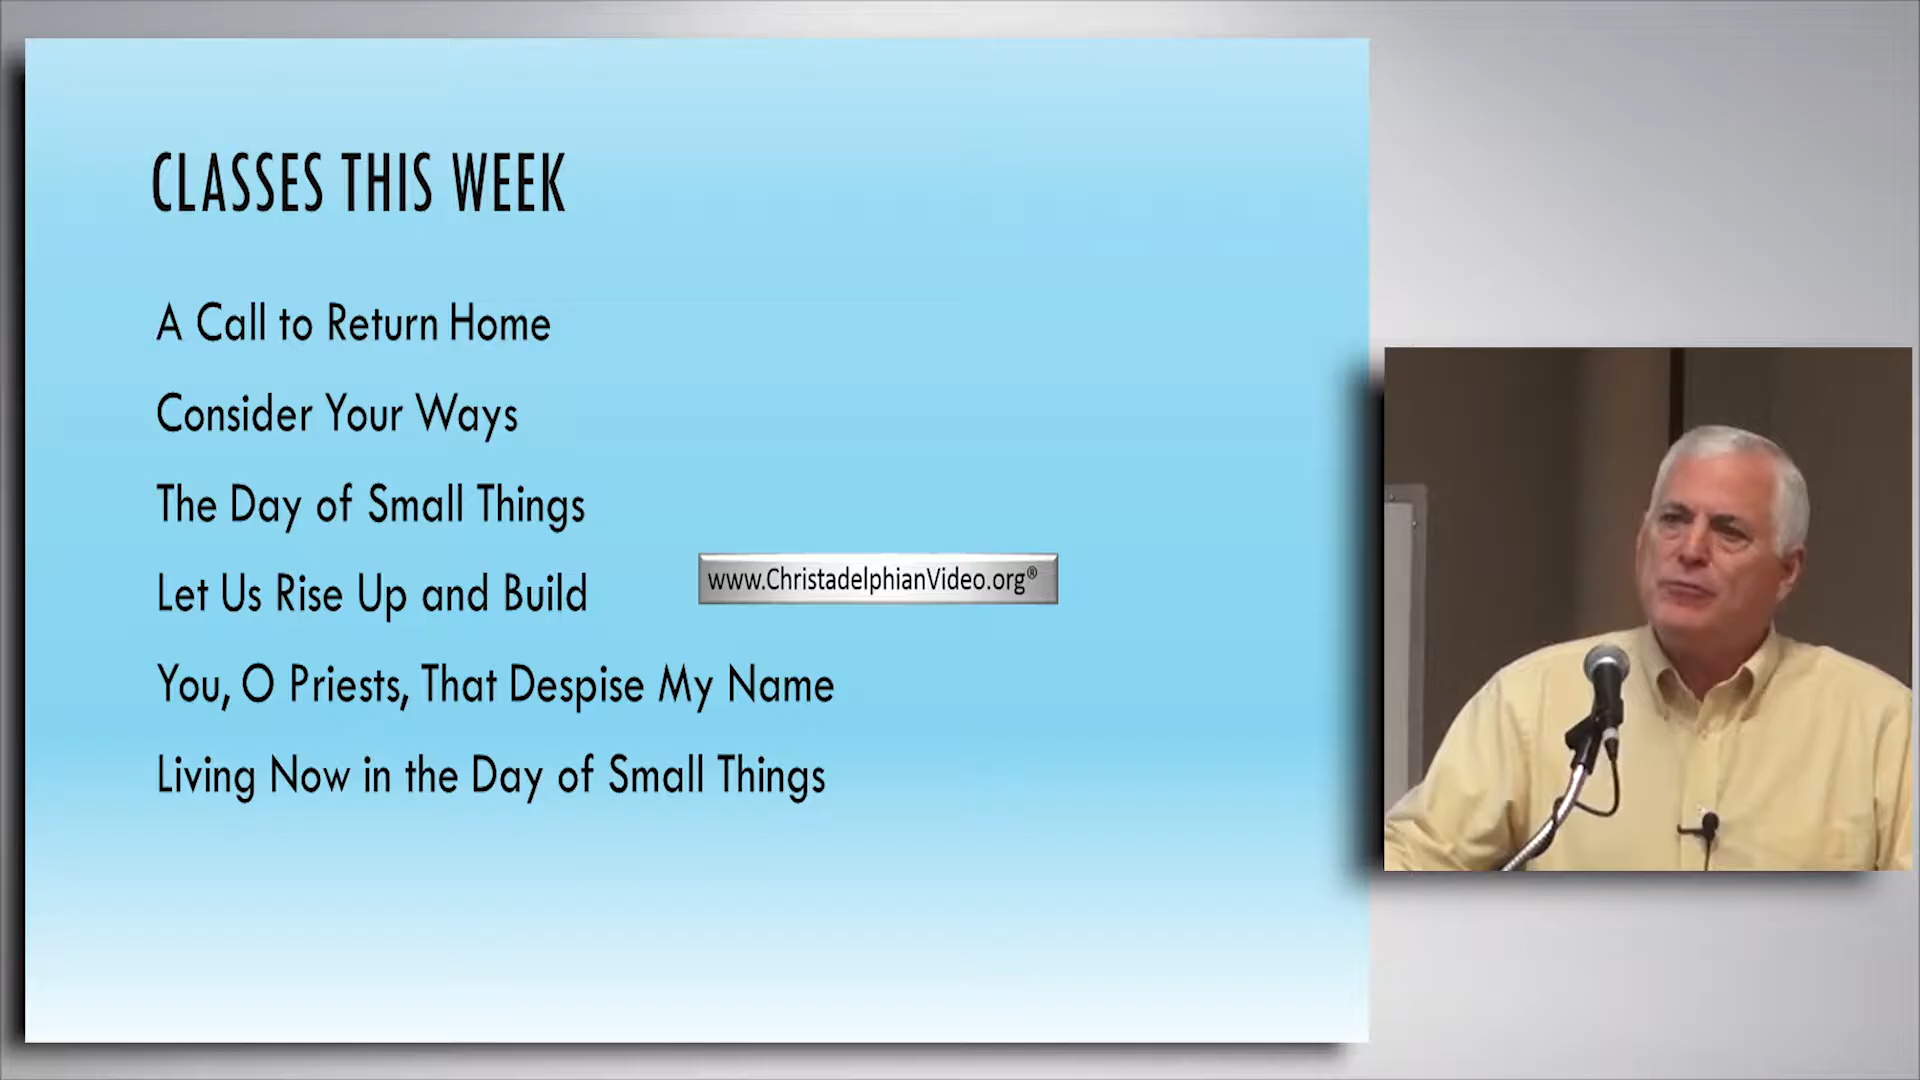 CLASSES THIS WEEK
A Call to Return Home
Consider Your Ways
The Day of Small Things
Let Us Rise Up and Build
www.ChristadelphianVideo.org®
You, O Priests, That Despise My Name
Living Now in the Day of Small Things